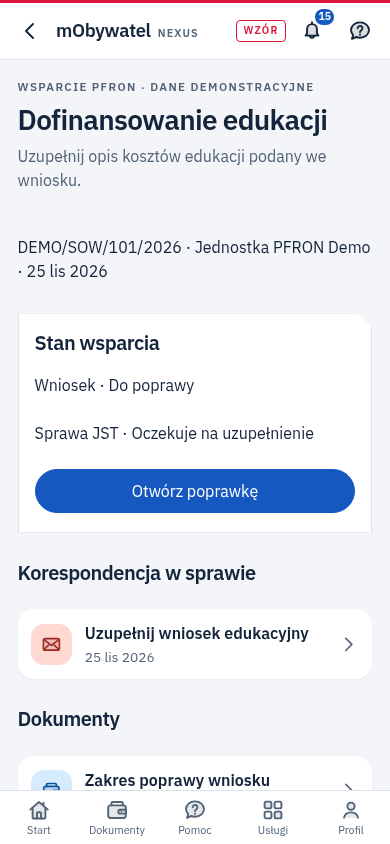 mObywatel NEXUS WZÓR 15
WSPARCIE PFRON · DANE DEMONSTRACYJNE
Dofinansowanie edukacji
Uzupełnij opis kosztów edukacji podany we
wniosku.
DEMO/SOW/101/2026 · Jednostka PFRON Demo
· 25 lis 2026
Stan wsparcia
Wniosek · Do poprawy
Sprawa JST · Oczekuje na uzupełnienie
Otwórz poprawkę
Korespondencja w sprawie
Uzupełnij wniosek edukacyjny
25 lis 2026
Dokumenty
Zakres poprawy wniosku
Start Dokumenty Pomoc Usługi Profil